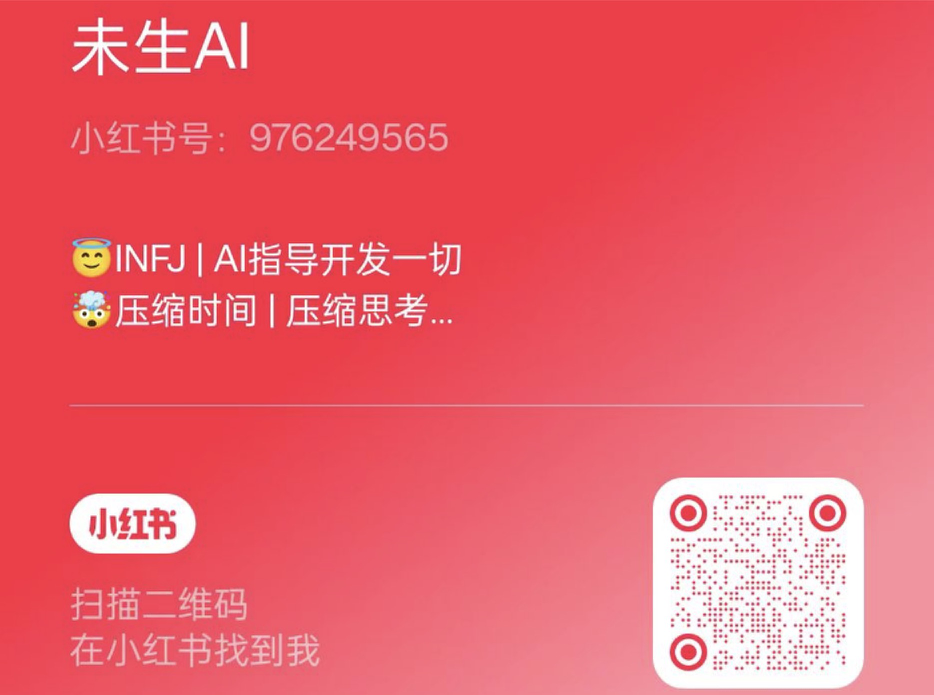 未生AI
小红书号：976249565
😇INFJ | AI指导开发一切
🤯压缩时间 | 压缩思考...
小红书
扫描二维码
在小红书找到我